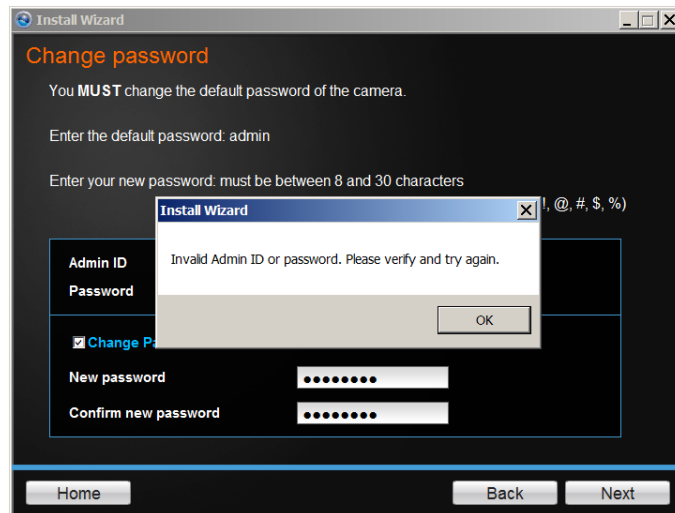 Install Wizard
Change password
You MUST change the default password of the camera.
Enter the default password: admin
Enter your new password: must be between 8 and 30 characters
!, @, #, $, %)
Install Wizard
Invalid Admin ID or password. Please verify and try again.
OK
Admin ID
Password
Change
New password
Confirm new password
Home
Back
Next